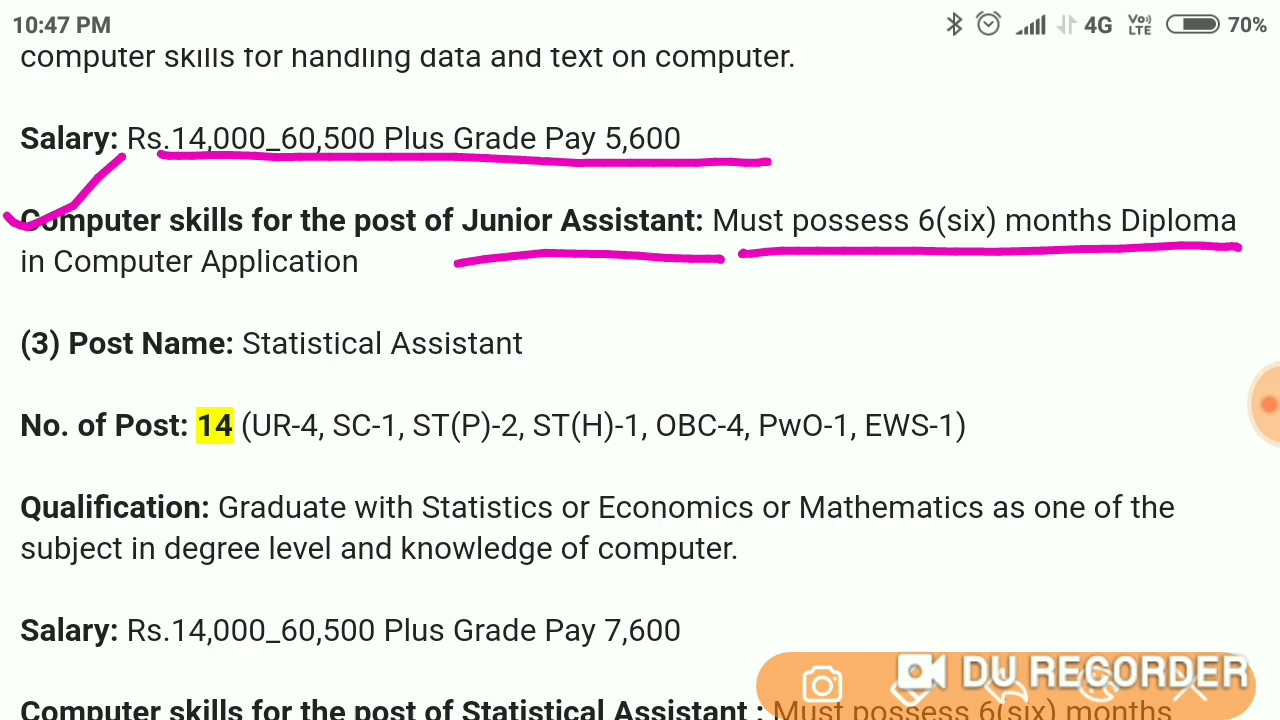 10:47 PM 4G Vo) LTE 70%
computer skills for handling data and text on computer.
Salary: Rs.14,000_60,500 Plus Grade Pay 5,600
Computer skills for the post of Junior Assistant: Must possess 6(six) months Diploma
in Computer Application
(3) Post Name: Statistical Assistant
No. of Post: 14 (UR-4, SC-1, ST(P)-2, ST(H)-1, OBC-4, PwO-1, EWS-1)
Qualification: Graduate with Statistics or Economics or Mathematics as one of the
subject in degree level and knowledge of computer.
Salary: Rs.14,000_60,500 Plus Grade Pay 7,600
DU RECORDER
Computer skills for the post of Statistical Assistant : Must possess 6(six) months